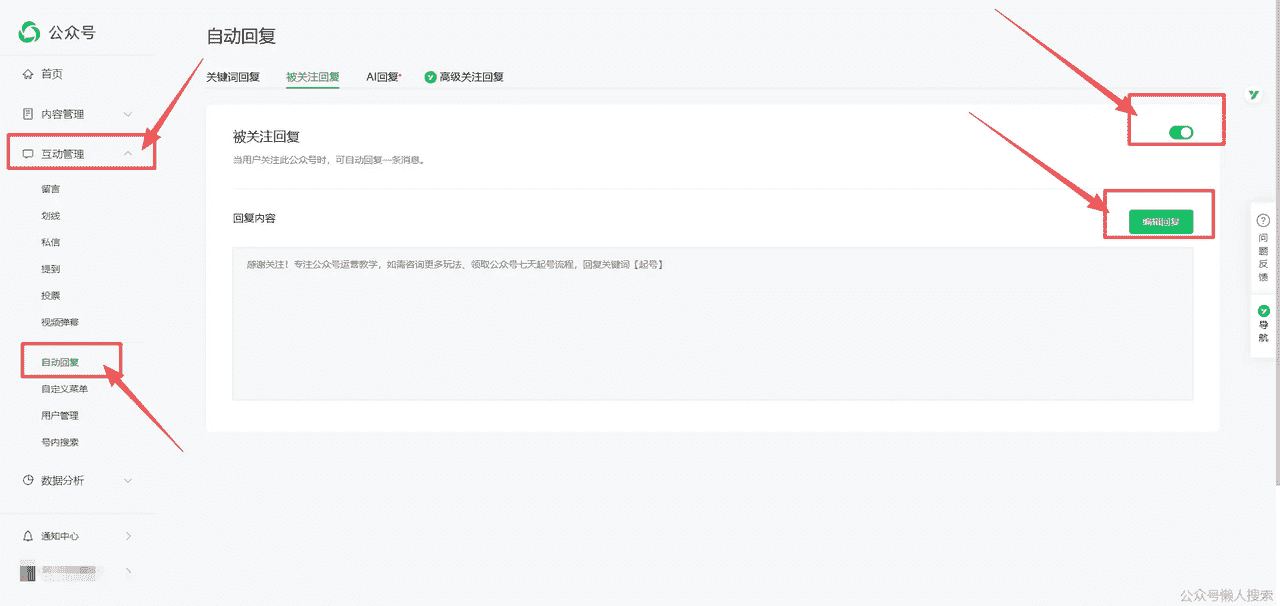 公众号
首页
内容管理
互动管理
留言
划线
私信
提到
投票
视频弹幕
自动回复
自定义菜单
用户管理
号内搜索
数据分析
通知中心
自动回复
关键词回复 被关注回复 AI回复 高级关注回复
被关注回复
当用户关注此公众号时，可自动回复一条消息。
回复内容
编辑回复
感谢关注！专注公众号运营教学，如需咨询更多玩法、领取公众号七天起号流程，回复关键词【起号】
问题反馈
导航
公众号懒人搜索